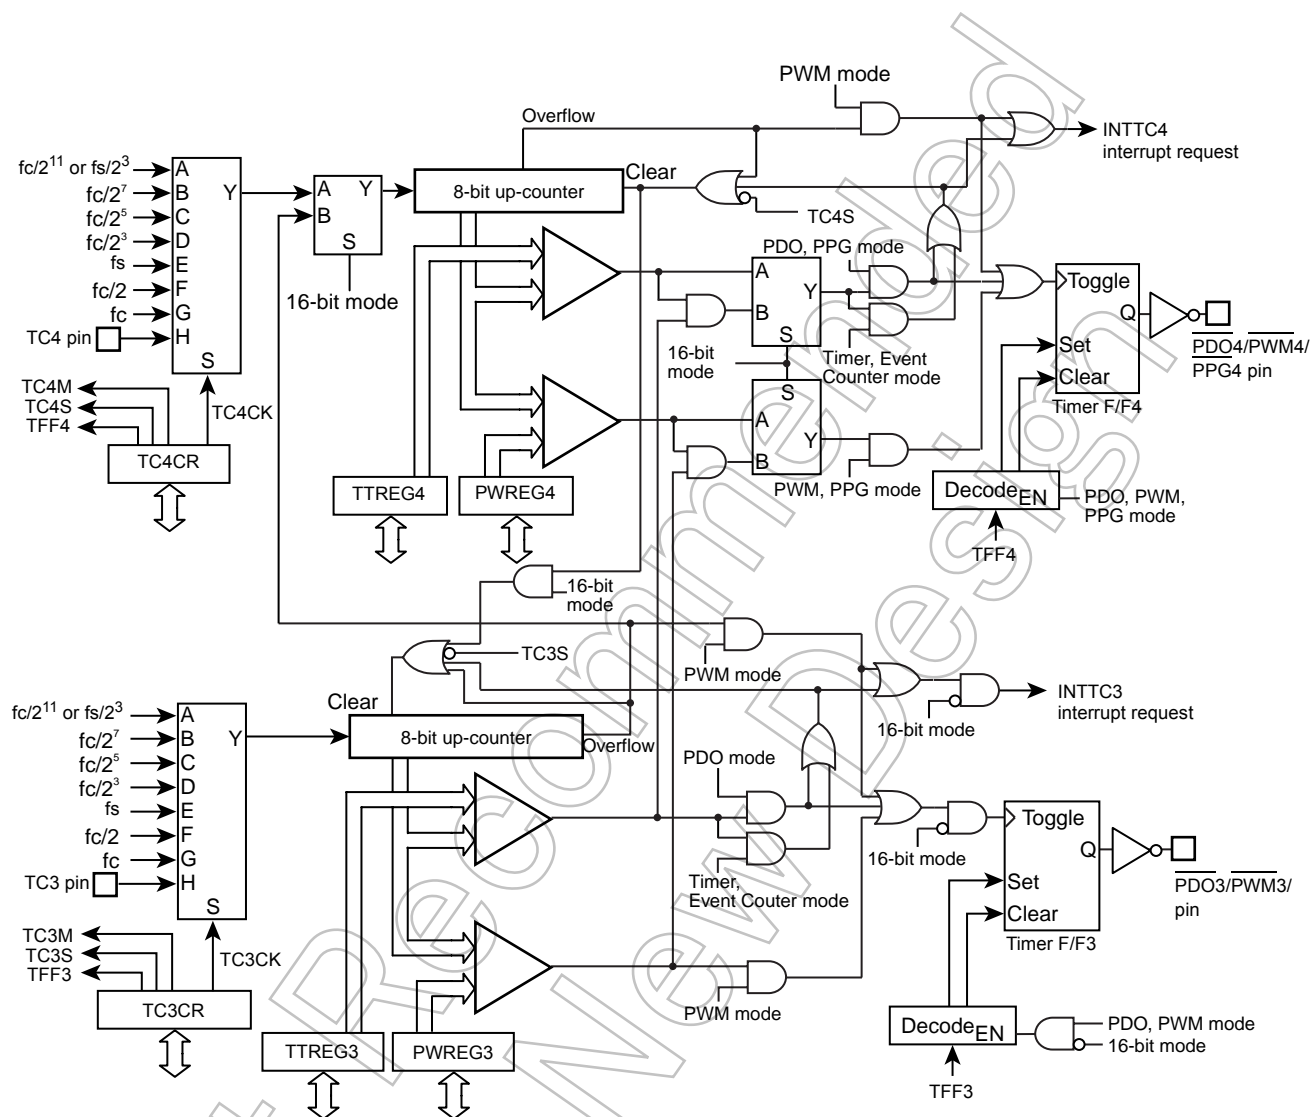 PWM mode
Overflow
INTTC4
interrupt request
fc/2¹¹ or fs/2³
fc/2⁷
fc/2⁵
fc/2³
fs
fc/2
fc
TC4 pin
A
B
C
D
E
F
G
H
Y
S
A
B
Y
S
16-bit mode
8-bit up-counter
Clear
TC4S
PDO, PPG mode
A
B
Y
S
16-bit
mode
Timer, Event
Counter mode
S
A
B
Y
PWM, PPG mode
Toggle
Q
Set
Clear
Timer F/F4
PDO4/PWM4/
PPG4 pin
TC4M
TC4S
TFF4
TC4CK
TC4CR
TTREG4
PWREG4
Decode
EN
PDO, PWM,
PPG mode
TFF4
16-bit
mode
TC3S
PWM mode
INTTC3
interrupt request
16-bit mode
Clear
8-bit up-counter
Overflow
fc/2¹¹ or fs/2³
fc/2⁷
fc/2⁵
fc/2³
fs
fc/2
fc
TC3 pin
A
B
C
D
E
F
G
H
Y
S
PDO mode
Timer,
Event Couter mode
16-bit mode
Toggle
Q
Set
Clear
Timer F/F3
PDO3/PWM3/
pin
TC3M
TC3S
TFF3
TC3CK
TC3CR
PWM mode
TTREG3
PWREG3
Decode
EN
PDO, PWM mode
16-bit mode
TFF3
Recommended
New Design